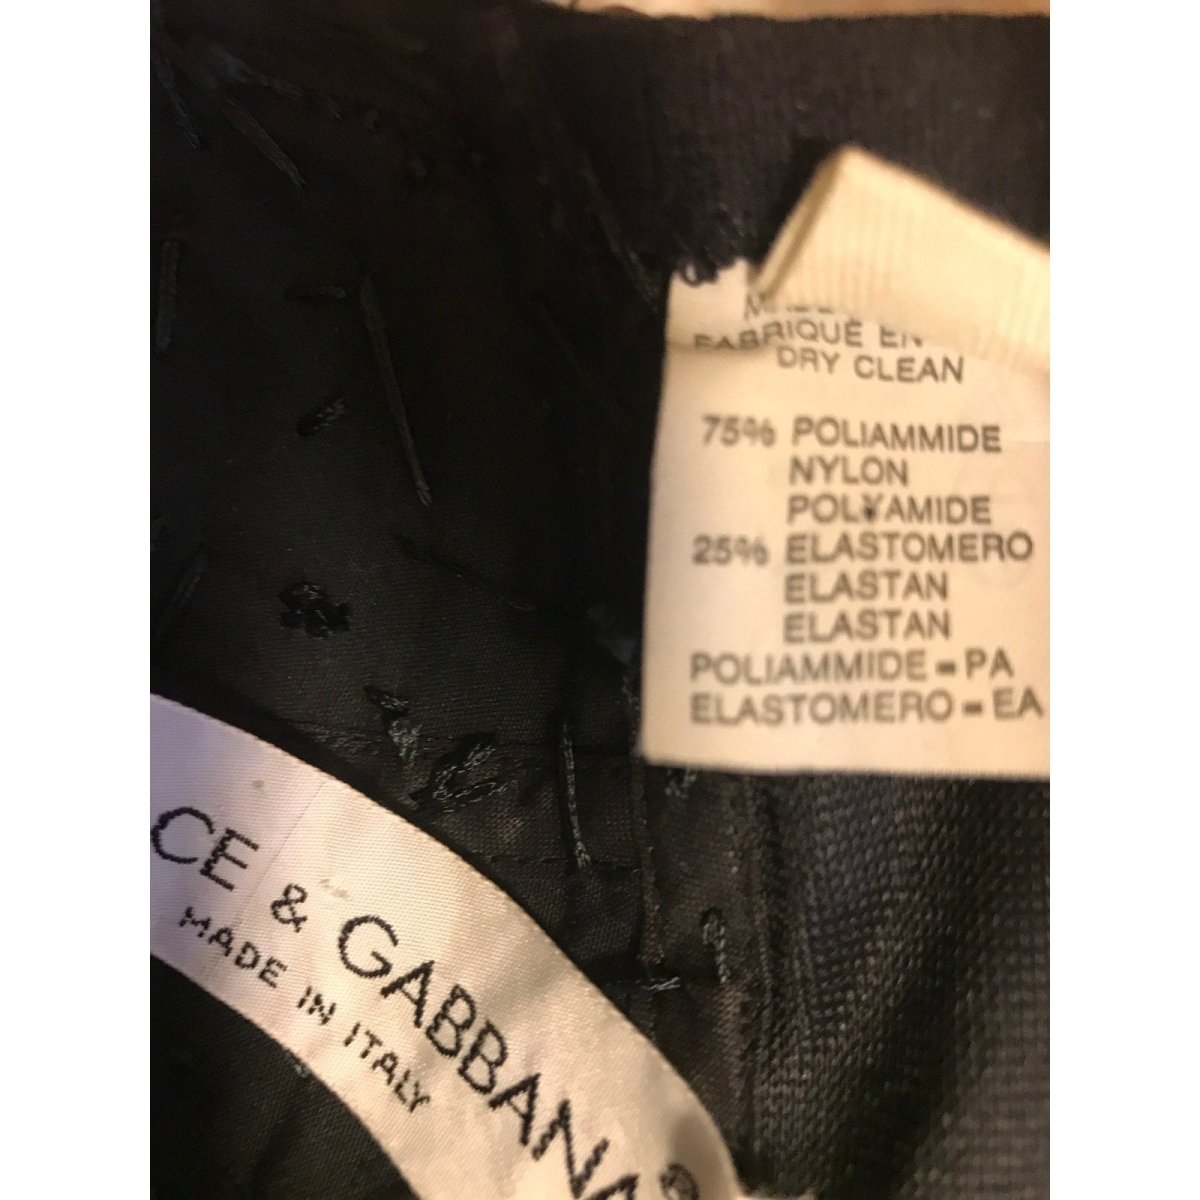 FABRIQUÉ EN
DRY CLEAN
75% POLIAMMIDE
NYLON
POLYAMIDE
25% ELASTOMERO
ELASTAN
ELASTAN
POLIAMMIDE = PA
ELASTOMERO = EA
CE & GABBANA
MADE IN ITALY